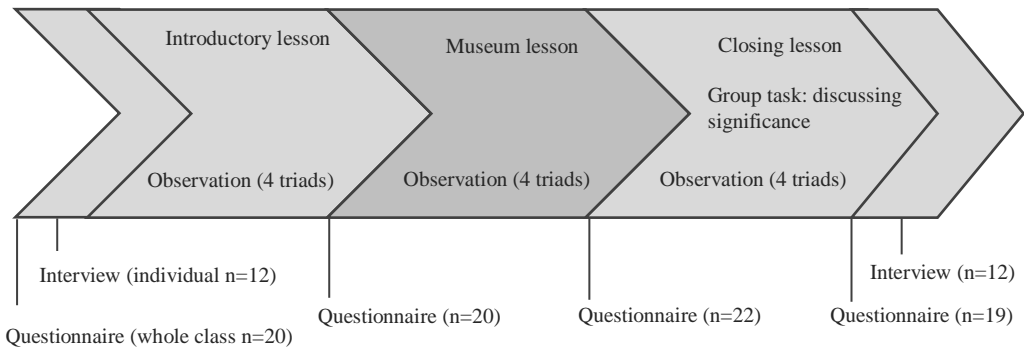 Introductory lesson
Museum lesson
Closing lesson
Group task: discussing
significance
Observation (4 triads)
Observation (4 triads)
Observation (4 triads)
Interview (individual n=12)
Interview (n=12)
Questionnaire (whole class n=20)
Questionnaire (n=20)
Questionnaire (n=22)
Questionnaire (n=19)